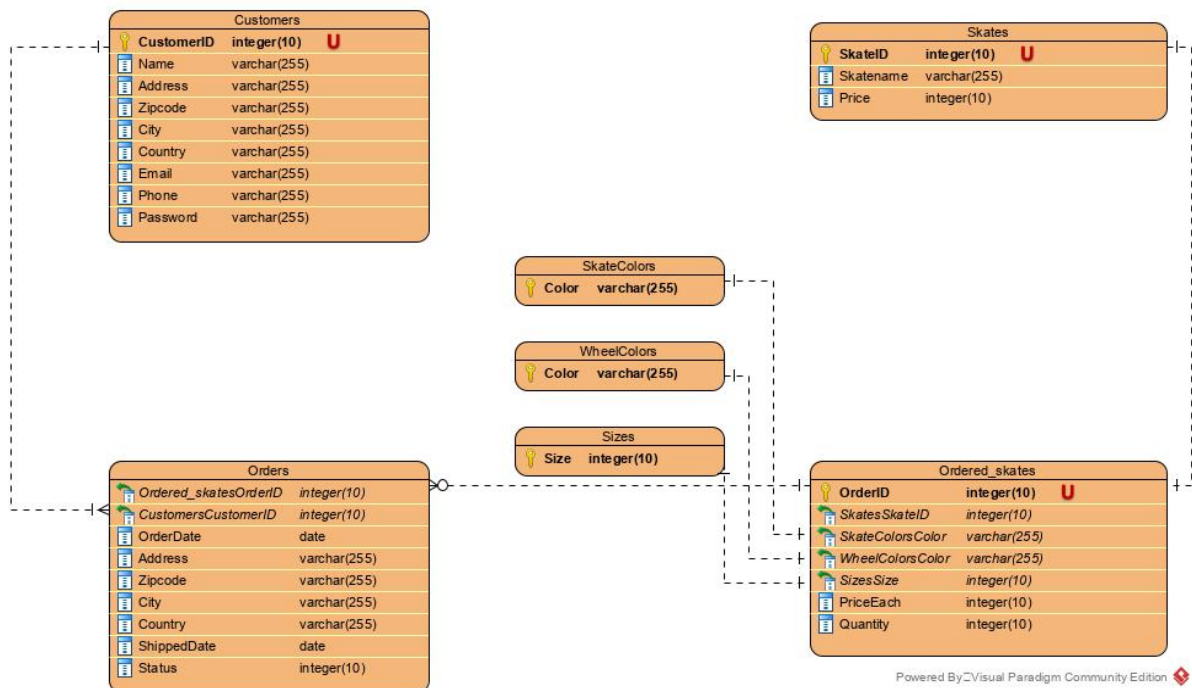 Customers
CustomerID integer(10) U
Name varchar(255)
Address varchar(255)
Zipcode varchar(255)
City varchar(255)
Country varchar(255)
Email varchar(255)
Phone varchar(255)
Password varchar(255)
Skates
SkateID integer(10) U
Skatename varchar(255)
Price integer(10)
SkateColors
Color varchar(255)
WheelColors
Color varchar(255)
Sizes
Size integer(10)
Orders
Ordered_skatesOrderID integer(10)
CustomersCustomerID integer(10)
OrderDate date
Address varchar(255)
Zipcode varchar(255)
City varchar(255)
Country varchar(255)
ShippedDate date
Status integer(10)
Ordered_skates
OrderID integer(10) U
SkatesSkateID integer(10)
SkateColorsColor varchar(255)
WheelColorsColor varchar(255)
SizesSize integer(10)
PriceEach integer(10)
Quantity integer(10)
Powered By Visual Paradigm Community Edition